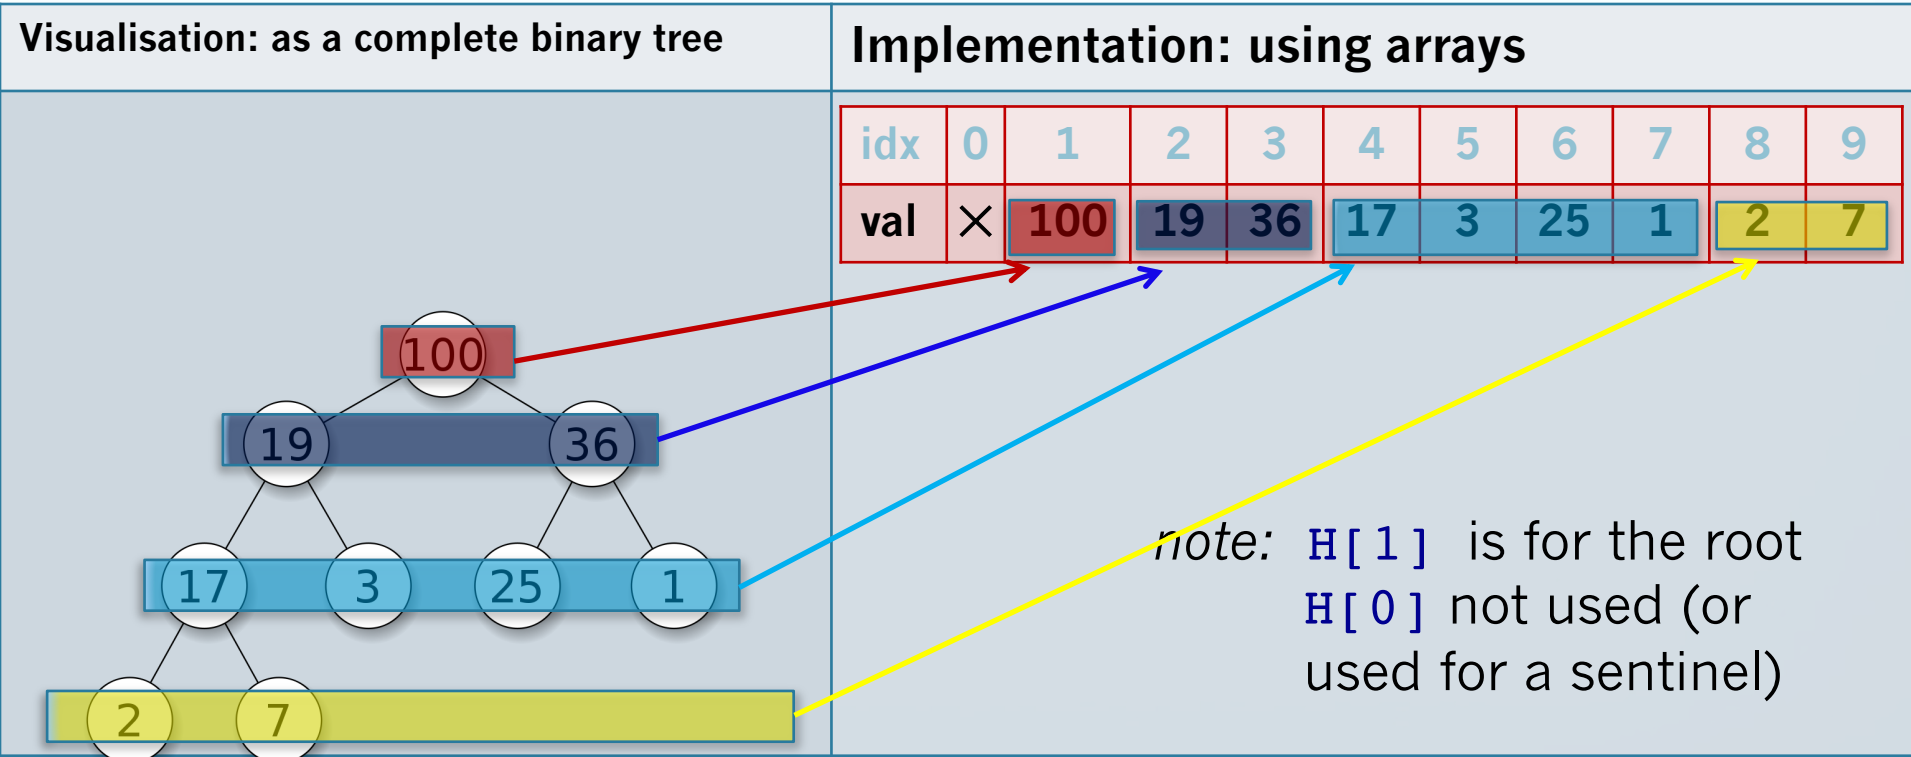 Visualisation: as a complete binary tree
Implementation: using arrays
idx 0 1 2 3 4 5 6 7 8 9
val × 100 19 36 17 3 25 1 2 7
100
19 36
17 3 25 1
2 7
note: H[1] is for the root
H[0] not used (or
used for a sentinel)